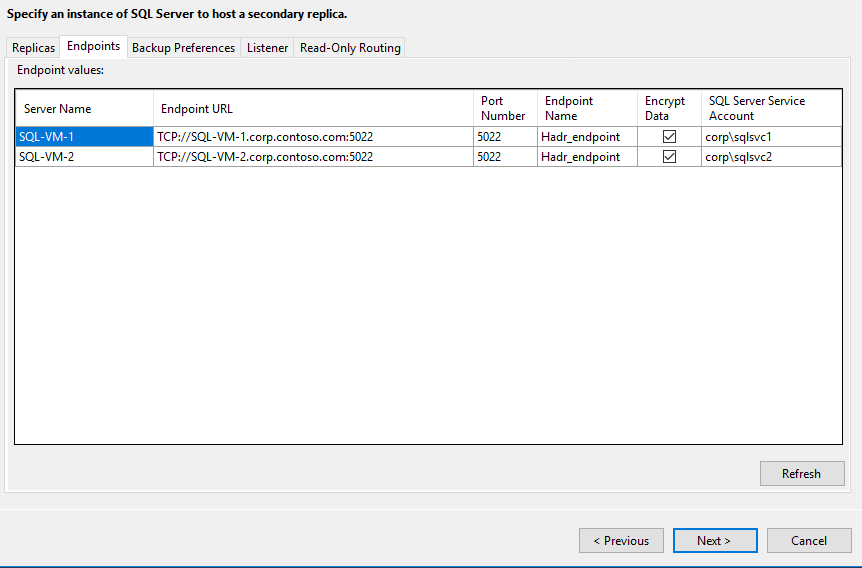 Specify an instance of SQL Server to host a secondary replica.
Replicas Endpoints Backup Preferences Listener Read-Only Routing
Endpoint values:
Server Name Endpoint URL Port Number Endpoint Name Encrypt Data SQL Server Service Account
SQL-VM-1 TCP://SQL-VM-1.corp.contoso.com:5022 5022 Hadr_endpoint corp\sqlsvc1
SQL-VM-2 TCP://SQL-VM-2.corp.contoso.com:5022 5022 Hadr_endpoint corp\sqlsvc2
Refresh
< Previous Next > Cancel